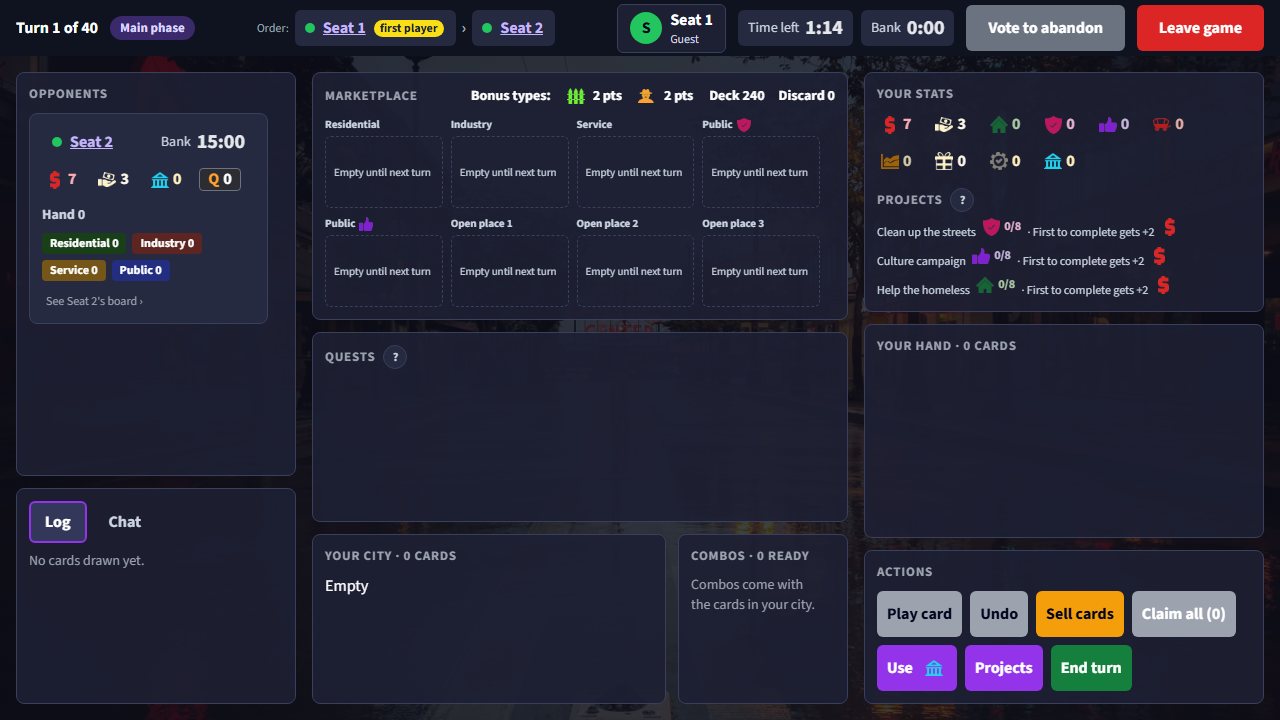 Turn 1 of 40 Main phase Order: Seat 1 first player › Seat 2 S Seat 1 Guest Time left 1:14 Bank 0:00 Vote to abandon Leave game
OPPONENTS
Seat 2 Bank 15:00
7 3 0 Q 0
Hand 0
Residential 0 Industry 0
Service 0 Public 0
See Seat 2's board ›
Log Chat
No cards drawn yet.
MARKETPLACE Bonus types: 2 pts 2 pts Deck 240 Discard 0
Residential Industry Service Public
Empty until next turn Empty until next turn Empty until next turn Empty until next turn
Public Open place 1 Open place 2 Open place 3
Empty until next turn Empty until next turn Empty until next turn Empty until next turn
QUESTS ?
YOUR CITY · 0 CARDS
Empty
COMBOS · 0 READY
Combos come with
the cards in your city.
YOUR STATS
$ 7 3 0 0 0 0
0 0 0 0
PROJECTS ?
Clean up the streets 0/8 · First to complete gets +2 $
Culture campaign 0/8 · First to complete gets +2 $
Help the homeless 0/8 · First to complete gets +2 $
YOUR HAND · 0 CARDS
ACTIONS
Play card Undo Sell cards Claim all (0)
Use Projects End turn